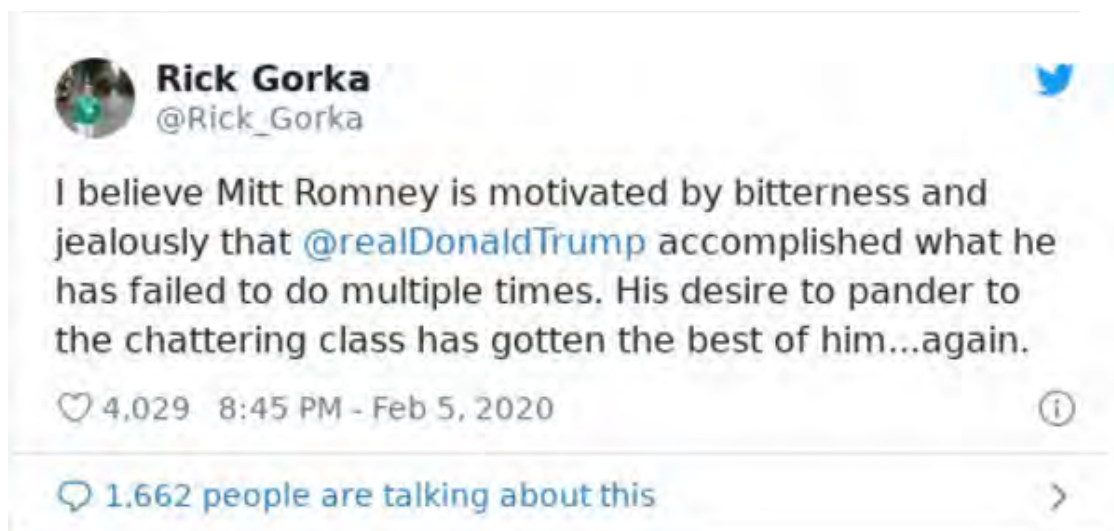 Rick Gorka
@Rick_Gorka
I believe Mitt Romney is motivated by bitterness and
jealously that @realDonaldTrump accomplished what he
has failed to do multiple times. His desire to pander to
the chattering class has gotten the best of him...again.
4,029 8:45 PM - Feb 5, 2020
1,662 people are talking about this